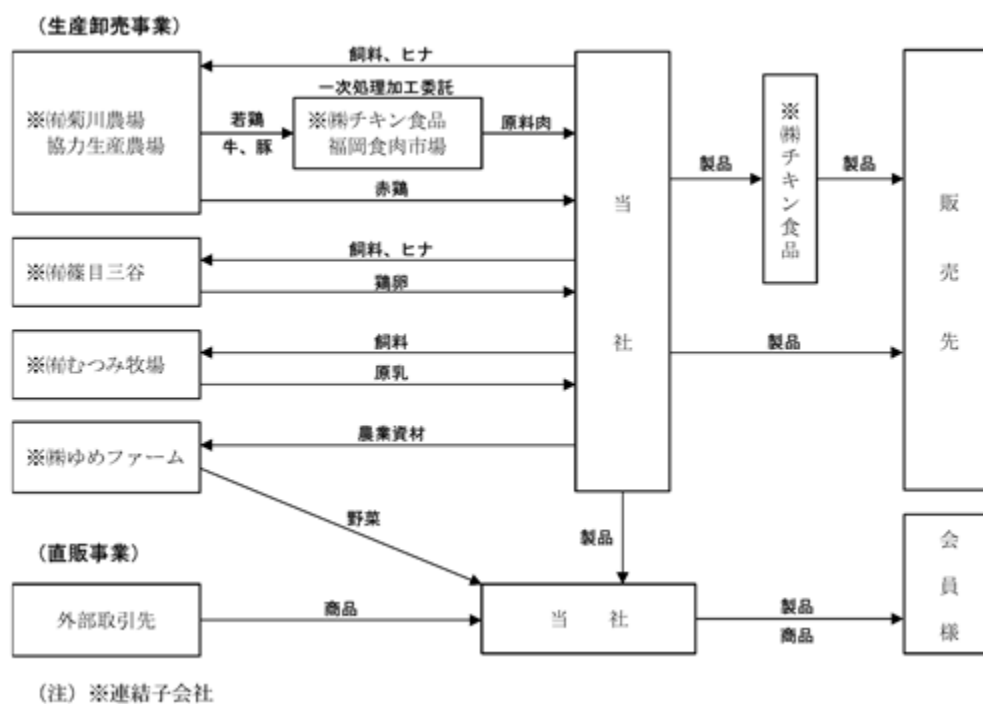 (生産卸売事業)
飼料、ヒナ
一次処理加工委託
※㈲菊川農場
協力生産農場
若鶏
牛、豚
※㈱チキン食品
福岡食肉市場
原料肉
赤鶏
当社
製品
※㈱チキン食品
製品
販売先
※㈲篠目三谷
飼料、ヒナ
鶏卵
※㈲むつみ牧場
飼料
原乳
製品
※㈱ゆめファーム
農業資材
野菜
製品
(直販事業)
外部取引先
商品
当 社
製品
商品
会員様
(注) ※連結子会社